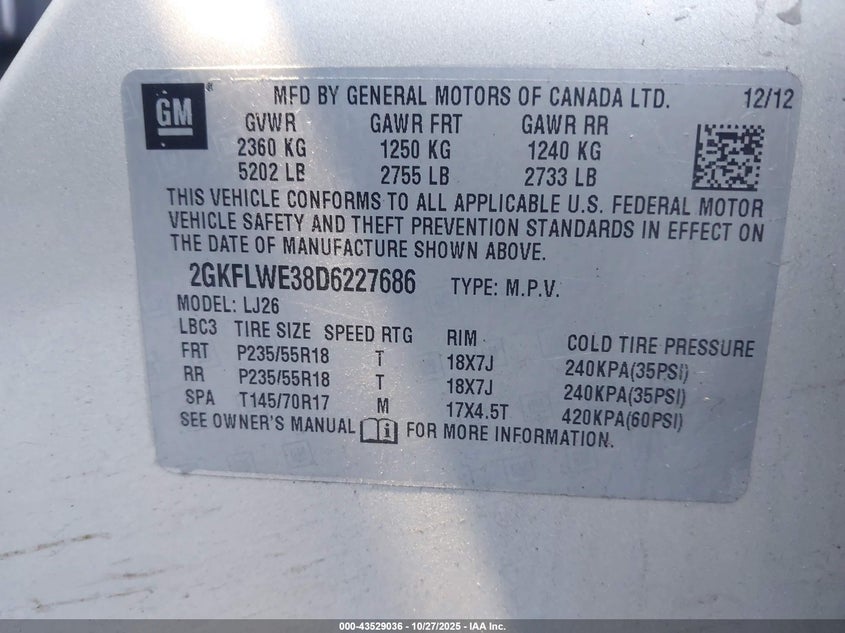 GM ® MFD BY GENERAL MOTORS OF CANADA LTD. 12/12
GVWR GAWR FRT GAWR RR
2360 KG 1250 KG 1240 KG
5202 LB 2755 LB 2733 LB
THIS VEHICLE CONFORMS TO ALL APPLICABLE U.S. FEDERAL MOTOR
VEHICLE SAFETY AND THEFT PREVENTION STANDARDS IN EFFECT ON
THE DATE OF MANUFACTURE SHOWN ABOVE.
2GKFLWE38D6227686 TYPE: M.P.V.
MODEL: LJ26
LBC3 TIRE SIZE SPEED RTG RIM COLD TIRE PRESSURE
FRT P235/55R18 T 18X7J 240KPA(35PSI)
RR P235/55R18 T 18X7J 240KPA(35PSI)
SPA T145/70R17 M 17X4.5T 420KPA(60PSI)
SEE OWNER'S MANUAL i FOR MORE INFORMATION.
000-43529036 - 10/27/2025 - IAA Inc.